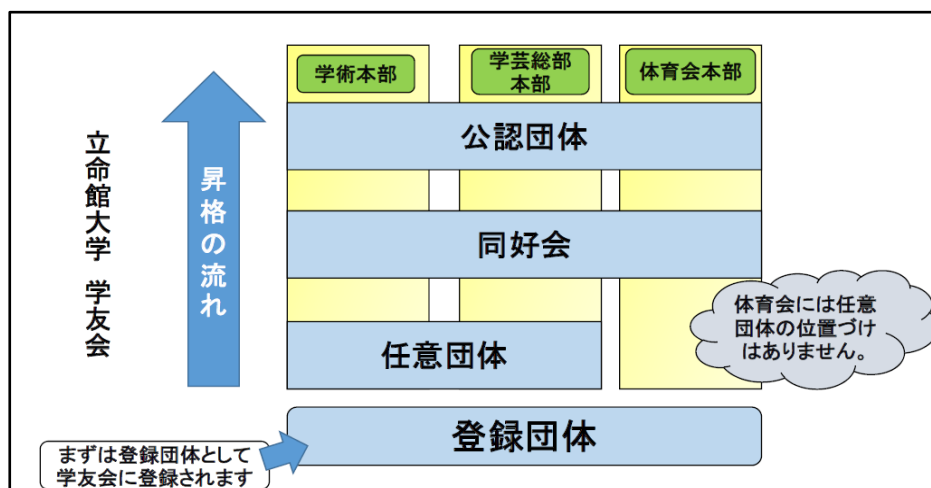 立命館大学 学友会
昇格の流れ
学術本部
学芸総部
本部
体育会本部
公認団体
同好会
任意団体
体育会には任意
団体の位置づけ
はありません。
登録団体
まずは登録団体として
学友会に登録されます